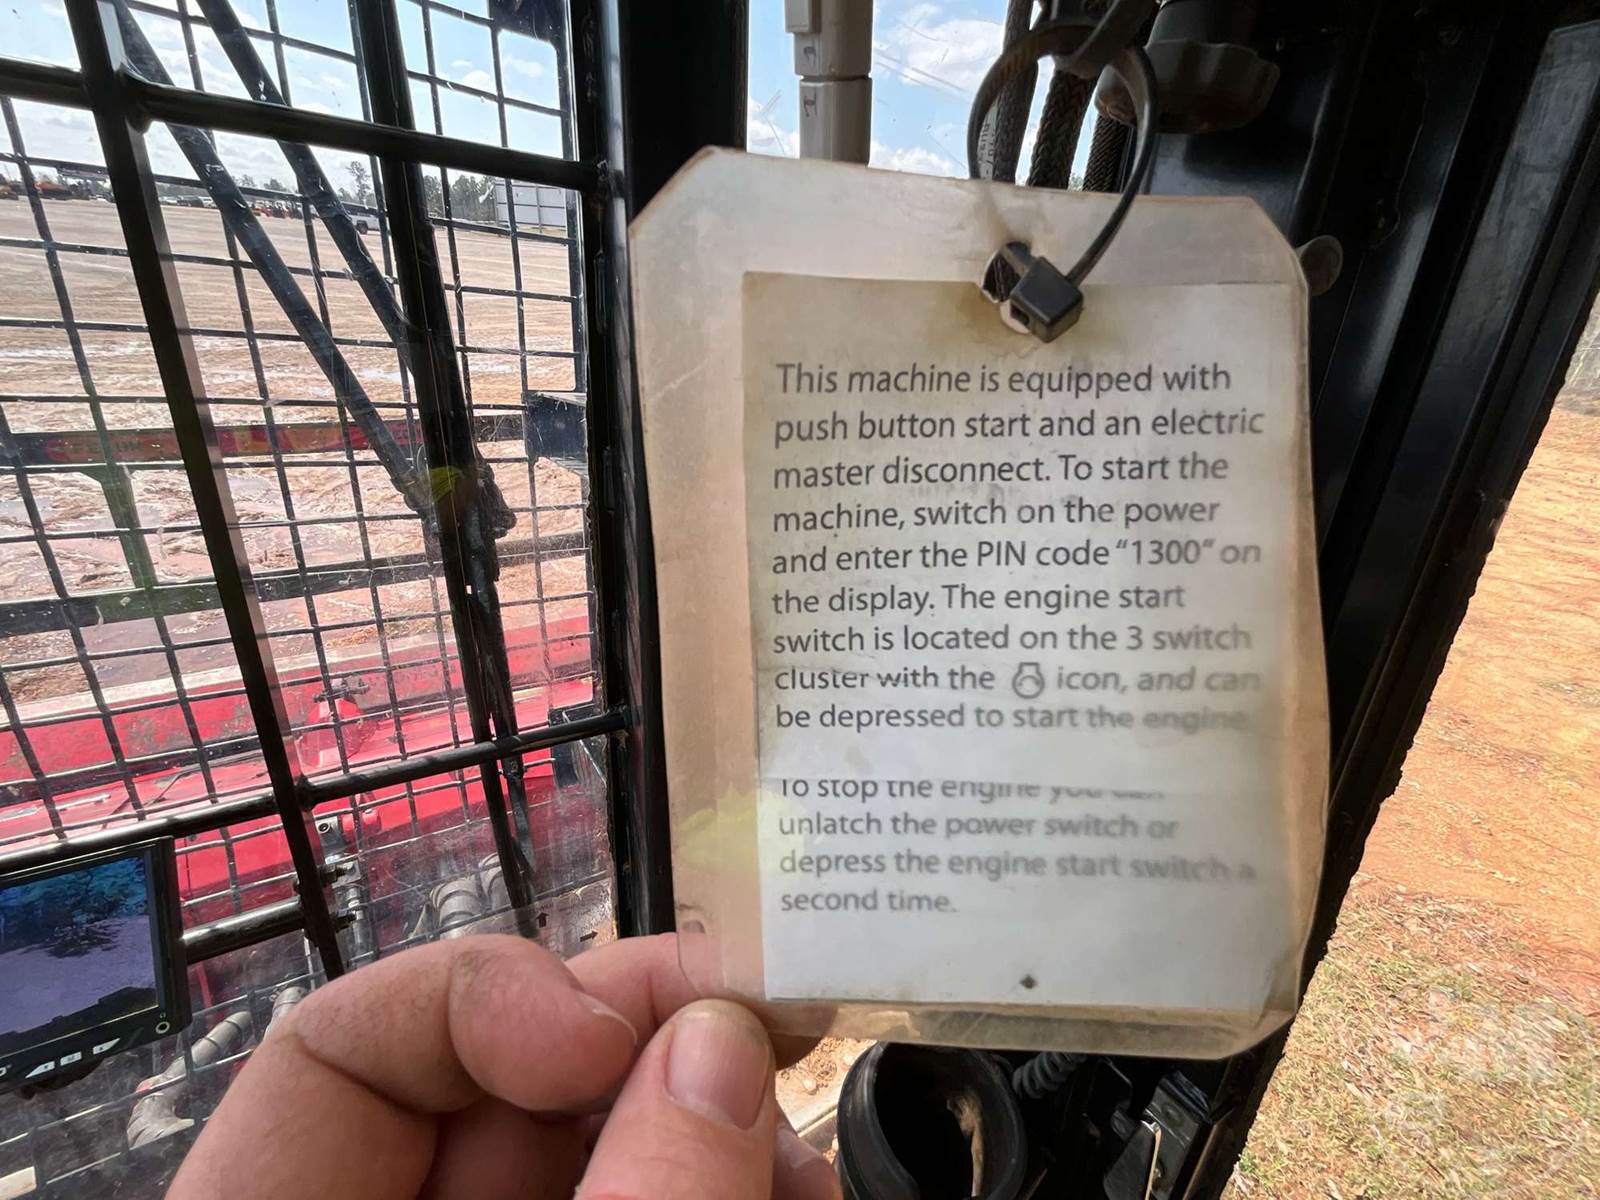 This machine is equipped with
push button start and an electric
master disconnect. To start the
machine, switch on the power
and enter the PIN code “1300” on
the display. The engine start
switch is located on the 3 switch
cluster with the icon, and can
be depressed to start the engine
To stop the engine you can
unlatch the power switch or
depress the engine start switch a
second time.